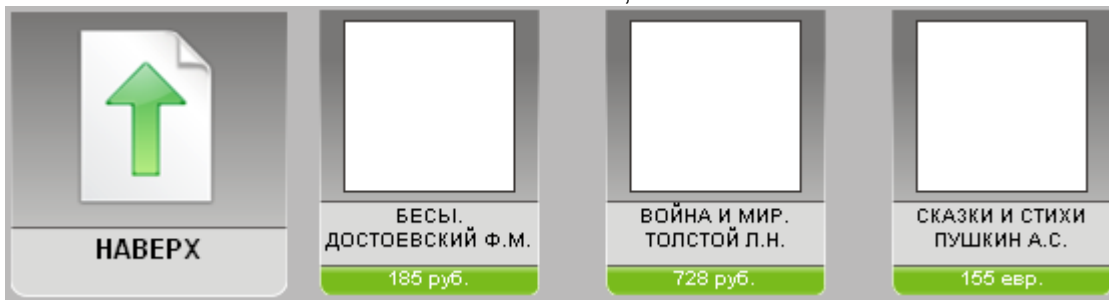 НАВЕРХ
БЕСЫ.
ДОСТОЕВСКИЙ Ф.М.
185 руб.
ВОЙНА И МИР.
ТОЛСТОЙ Л.Н.
728 руб.
СКАЗКИ И СТИХИ
ПУШКИН А.С.
155 евр.